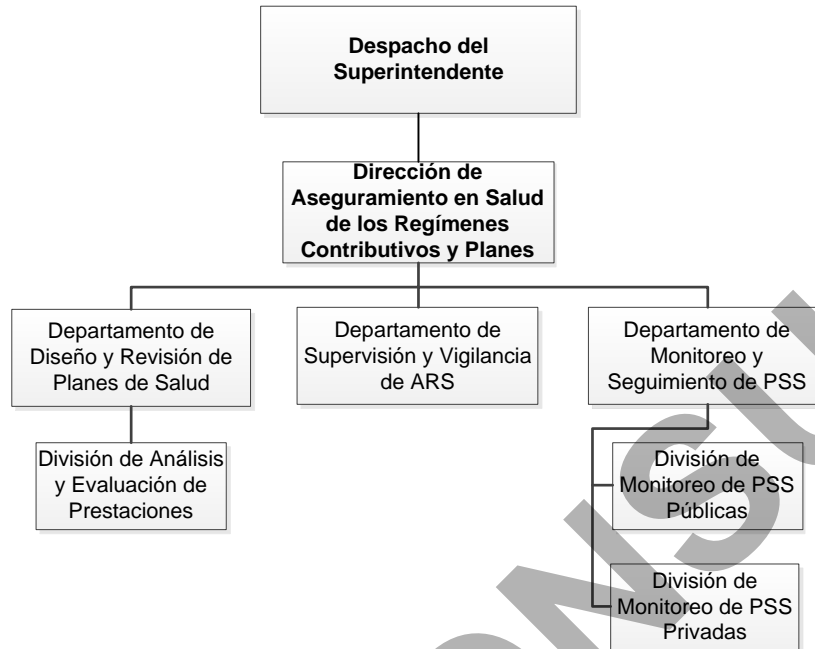 Despacho del
Superintendente
Dirección de
Aseguramiento en Salud
de los Regímenes
Contributivos y Planes
Departamento de
Diseño y Revisión de
Planes de Salud
Departamento de
Supervisión y Vigilancia
de ARS
Departamento de
Monitoreo y
Seguimiento de PSS
División de Análisis
y Evaluación de
Prestaciones
División de
Monitoreo de PSS
Públicas
División de
Monitoreo de PSS
Privadas
ONSU